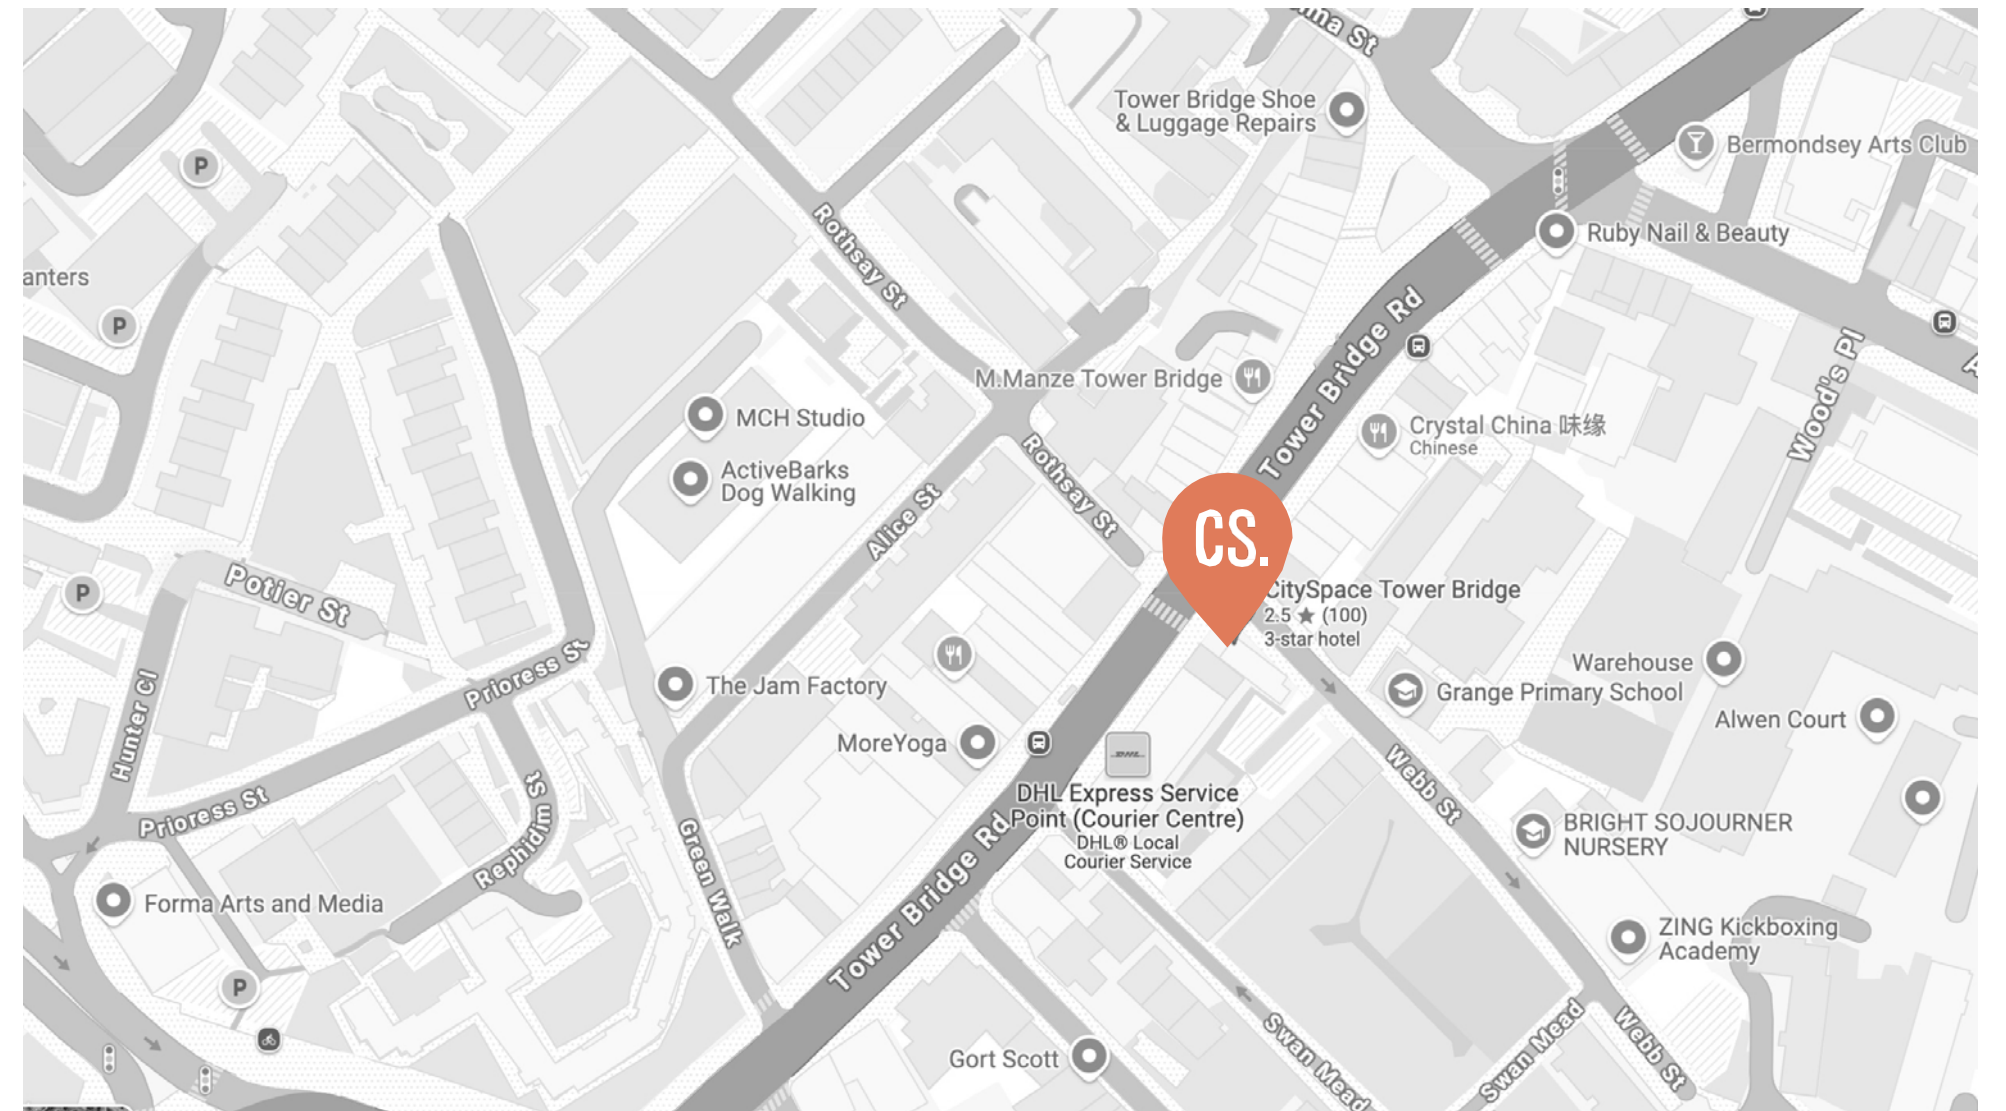 Tower Bridge Shoe
& Luggage Repairs
Bermondsey Arts Club
P
Ruby Nail & Beauty
Rothsay St
anters
P
Tower Bridge Rd
M.Manze Tower Bridge
Wood's Pl
MCH Studio
Crystal China 味缘
Chinese
ActiveBarks
Dog Walking
Rothsay St
Alice St
CS.
P
Potier St
CitySpace Tower Bridge
2.5 ★ (100)
3-star hotel
Prioress St
Warehouse
Grange Primary School
The Jam Factory
Hunter Cl
Alwen Court
MoreYoga
DHL
DHL Express Service
Point (Courier Centre)
DHL® Local
Courier Service
Webb St
Prioress St
Rephidim St
BRIGHT SOJOURNER
NURSERY
Green Walk
Tower Bridge Rd
Forma Arts and Media
ZING Kickboxing
Academy
P
Gort Scott
Swan Mead
Swan Mead
Webb St